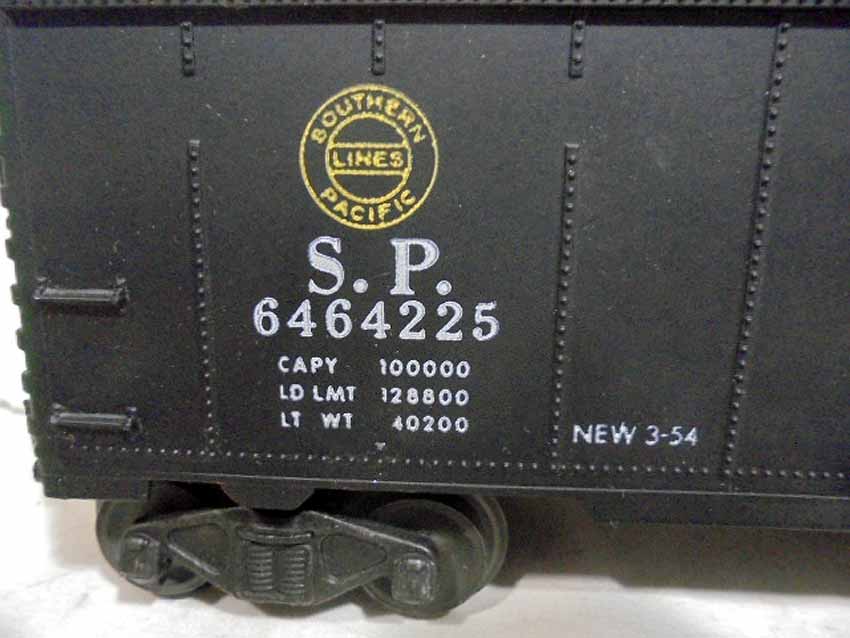 SOUTHERN
LINES
PACIFIC
S. P.
6464225
CAPY 100000
LD LMT 128800
LT WT 40200
NEW 3-54